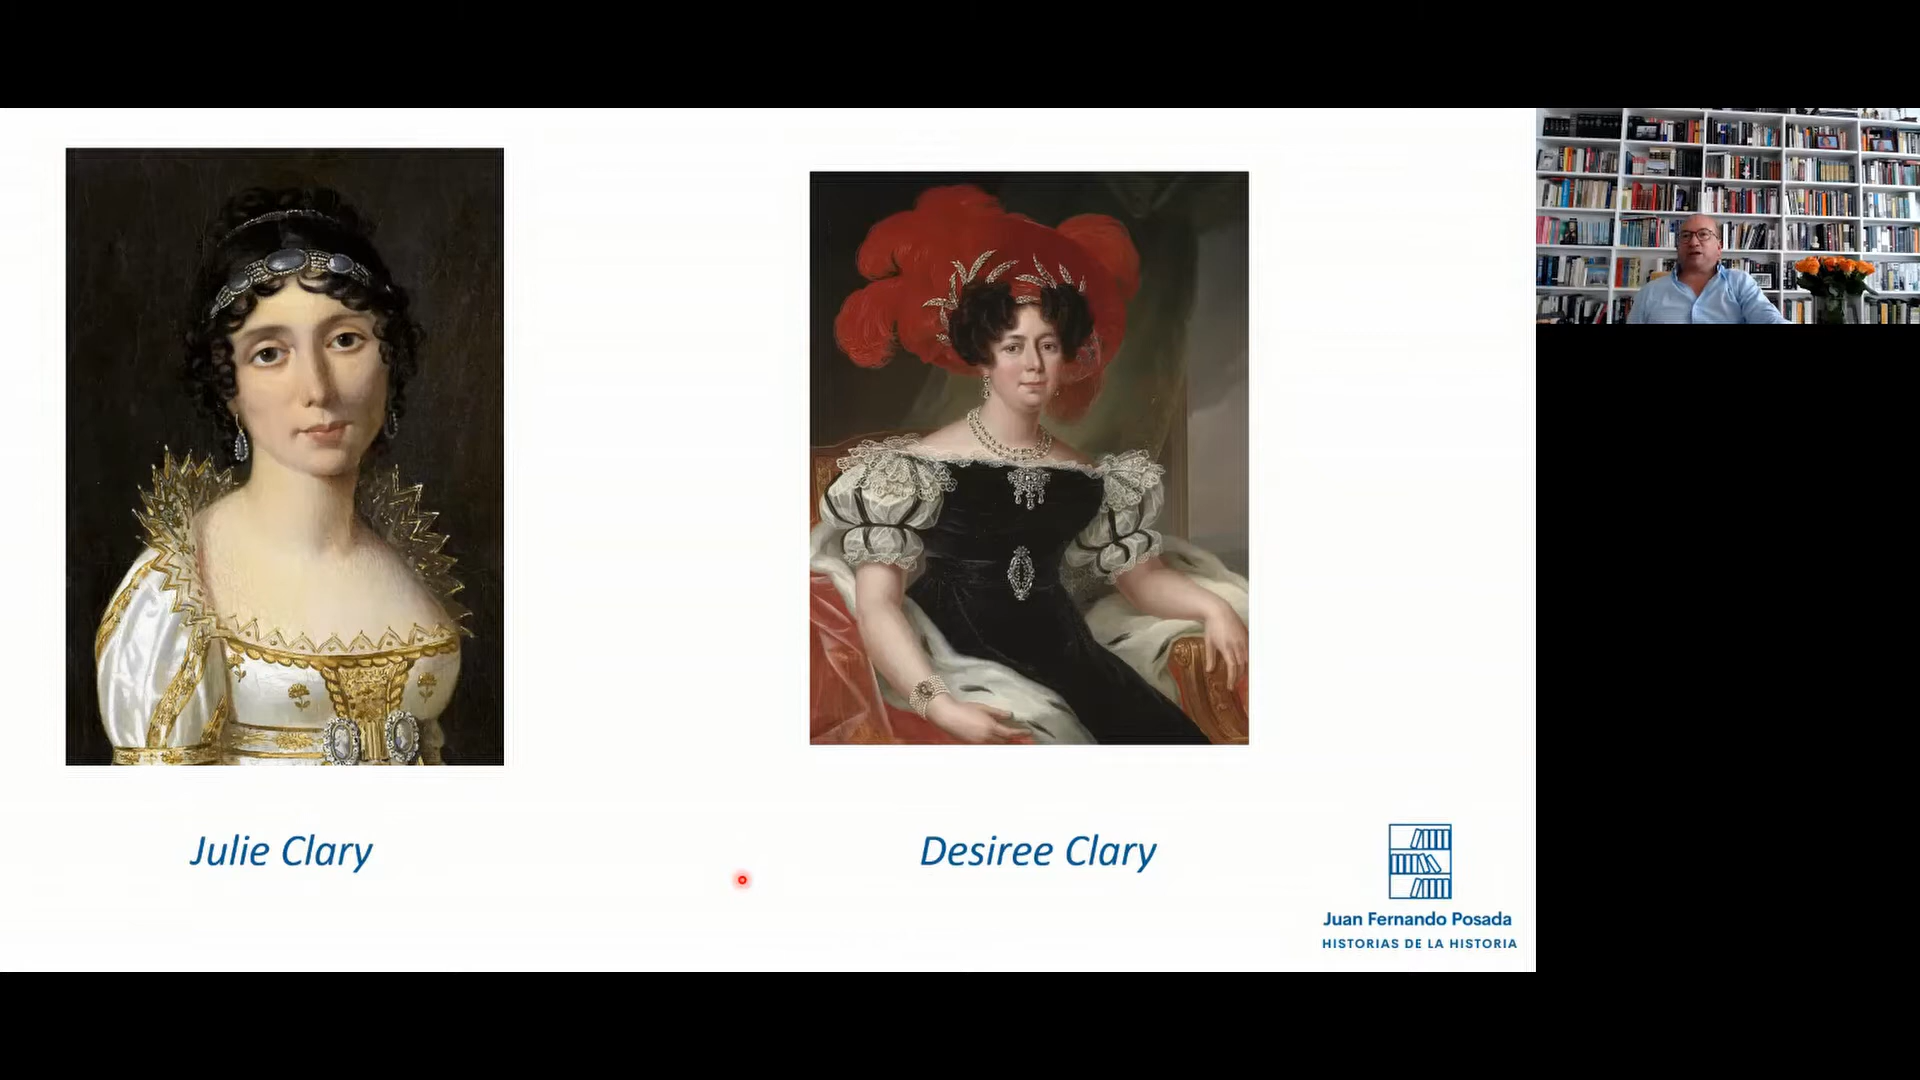 Julie Clary
Desiree Clary
Juan Fernando Posada
HISTORIAS DE LA HISTORIA